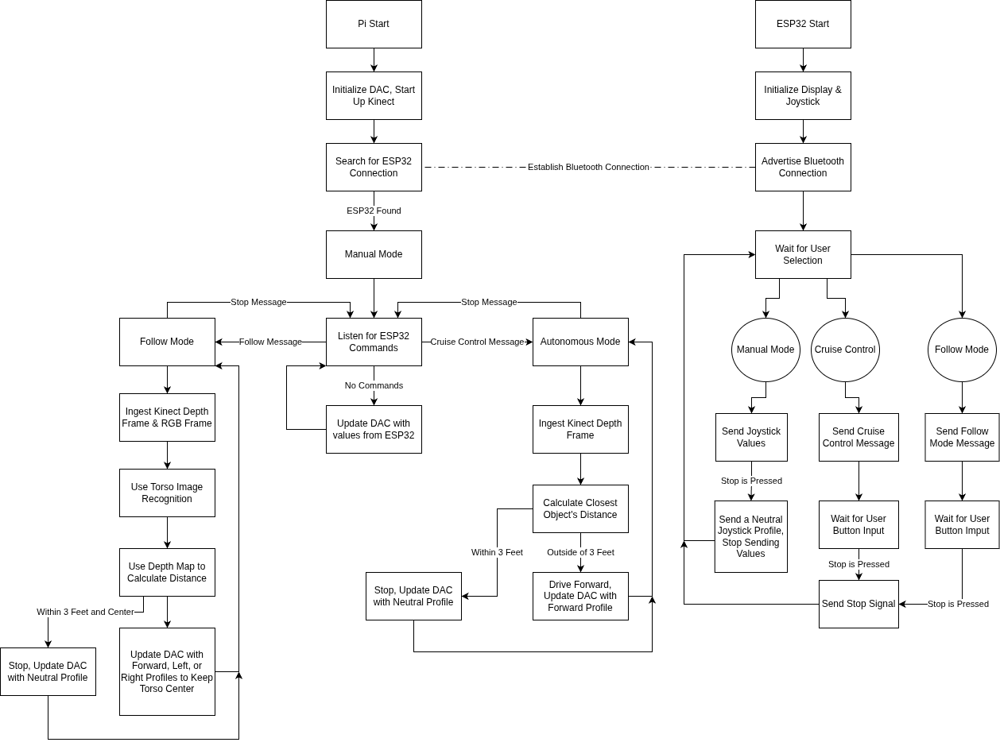 Pi Start
ESP32 Start
Initialize DAC, Start
Up Kinect
Initialize Display &
Joystick
Search for ESP32
Connection
Establish Bluetooth Connection
Advertise Bluetooth
Connection
ESP32 Found
Manual Mode
Wait for User
Selection
Stop Message
Stop Message
Follow Mode
Follow Message
Listen for ESP32
Commands
Cruise Control Message
Autonomous Mode
Manual Mode
Cruise Control
Follow Mode
No Commands
Ingest Kinect Depth
Frame & RGB Frame
Update DAC with
values from ESP32
Ingest Kinect Depth
Frame
Send Joystick
Values
Send Cruise
Control Message
Send Follow
Mode Message
Use Torso Image
Recognition
Calculate Closest
Object's Distance
Stop is Pressed
Send a Neutral
Joystick Profile,
Stop Sending
Values
Wait for User
Button Input
Wait for User
Button Imput
Use Depth Map to
Calculate Distance
Within 3 Feet
Outside of 3 Feet
Stop is Pressed
Stop, Update DAC
with Neutral Profile
Drive Forward,
Update DAC with
Forward Profile
Send Stop Signal
Stop is Pressed
Within 3 Feet and Center
Stop, Update DAC
with Neutral Profile
Update DAC with
Forward, Left, or
Right Profiles to Keep
Torso Center